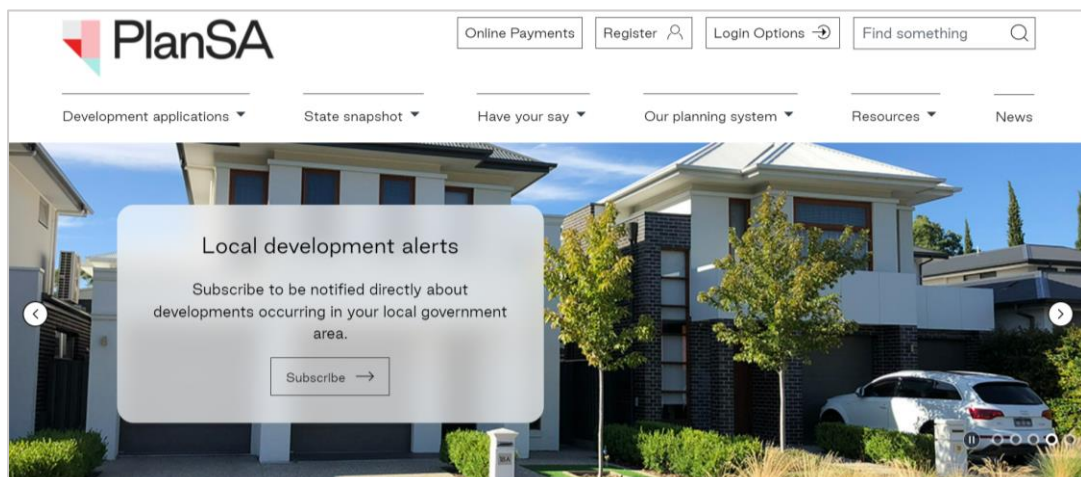 PlanSA
Online Payments
Register
Login Options
Find something
Development applications
State snapshot
Have your say
Our planning system
Resources
News
Local development alerts
Subscribe to be notified directly about
developments occurring in your local government
area.
Subscribe
18A